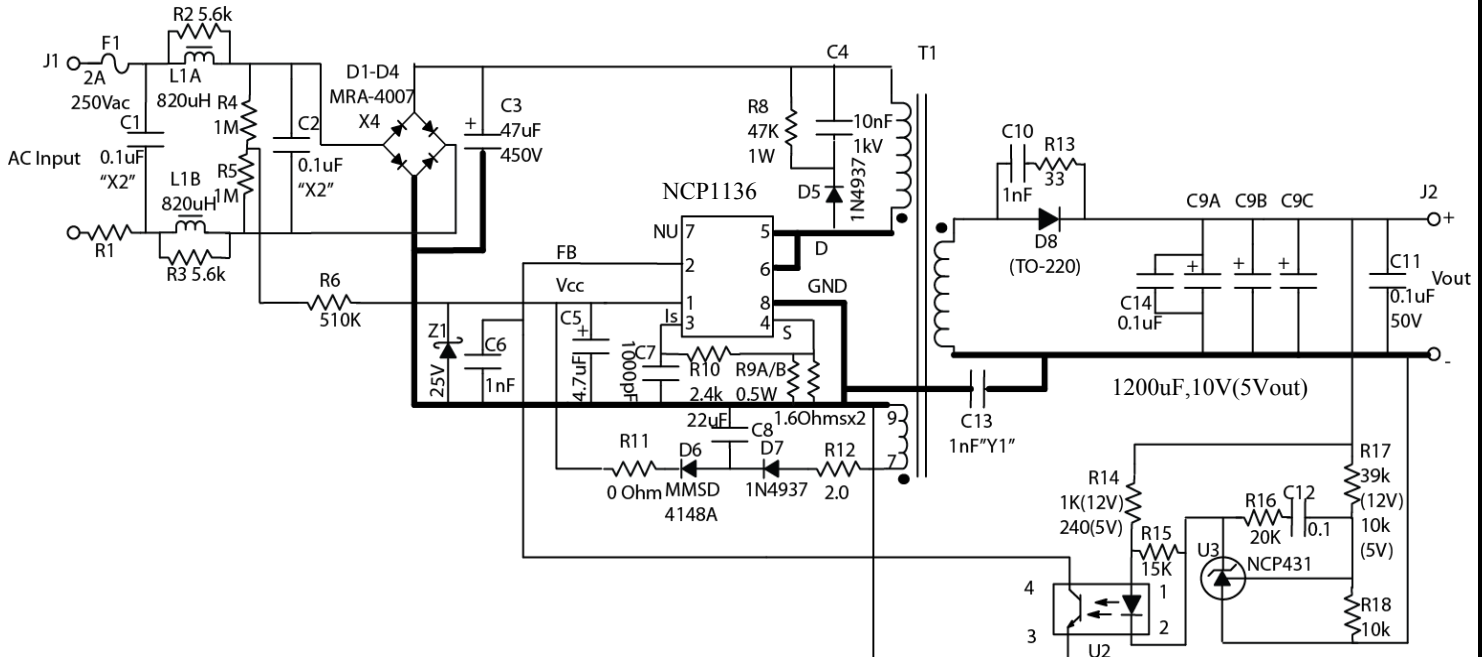 R2 5.6k
F1
J1
2A
250Vac
L1A
820uH
R4
1M
C1
0.1uF
"X2"
AC Input
R5
1M
C2
0.1uF
"X2"
L1B
820uH
R1
R3 5.6k
D1-D4
MRA-4007
X4
C3
47uF
450V
+
C4
T1
R8
47K
1W
10nF
1kV
D5
1N4937
NCP1136
NU 7
5
D
2
6
FB
GND
Vcc
1
8
Is
3
4
S
R6
510K
Z1
25V
C6
1nF
C5
+
4.7uF
1000pF
C7
R10
2.4k
R9A/B
0.5W
1.6Ohmsx2
22uF
C8
9
7
R11
0 Ohm
D6
MMSD
4148A
D7
1N4937
R12
2.0
C10
1nF
R13
33
D8
(TO-220)
C9A
C9B
C9C
+
+
+
C14
0.1uF
J2
+
C11
0.1uF
50V
Vout
-
1200uF,10V(5Vout)
C13
1nF"Y1"
R14
1K(12V)
240(5V)
R15
15K
R16
20K
C12
0.1
R17
39k
(12V)
10k
(5V)
U3
NCP431
R18
10k
4
1
3
2
U2